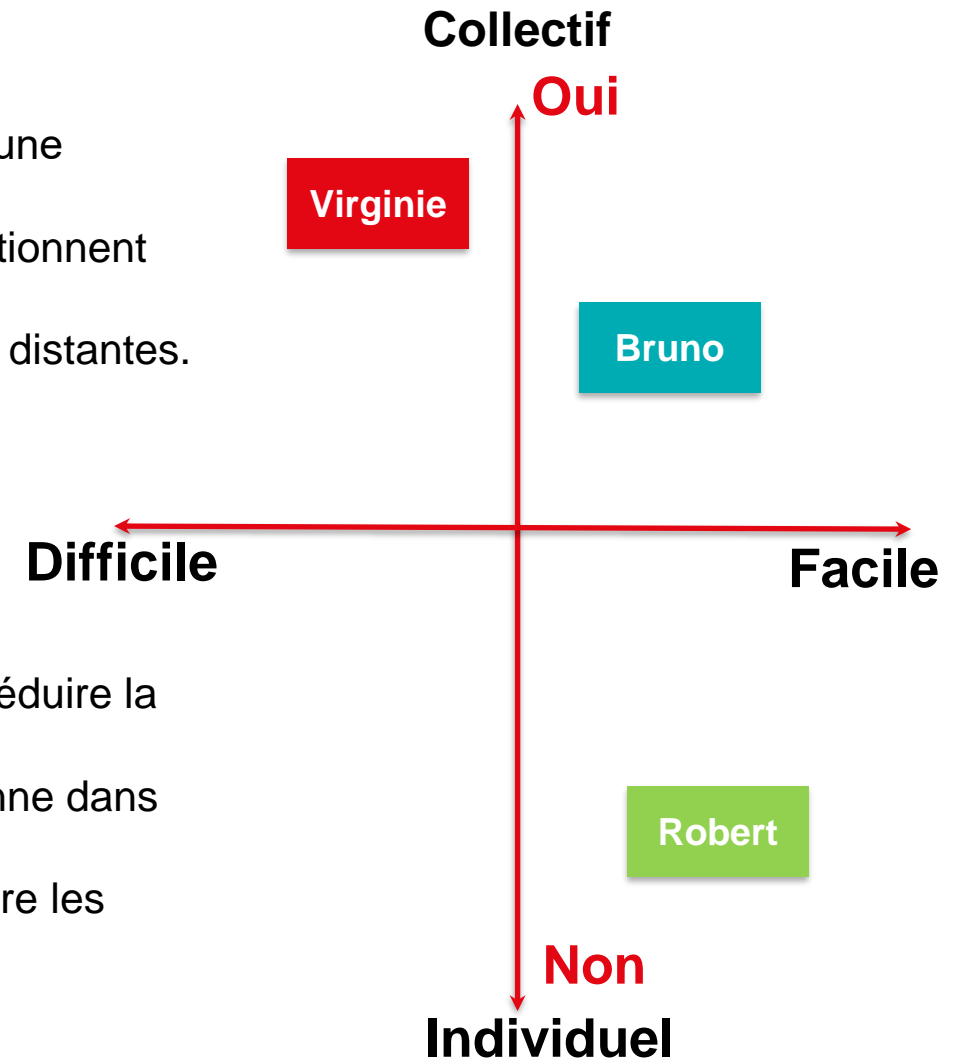 Collectif
Oui
une
Virginie
tionnent
Bruno
distantes.
Difficile
Facile
éduire la
nne dans
Robert
re les
Non
Individuel